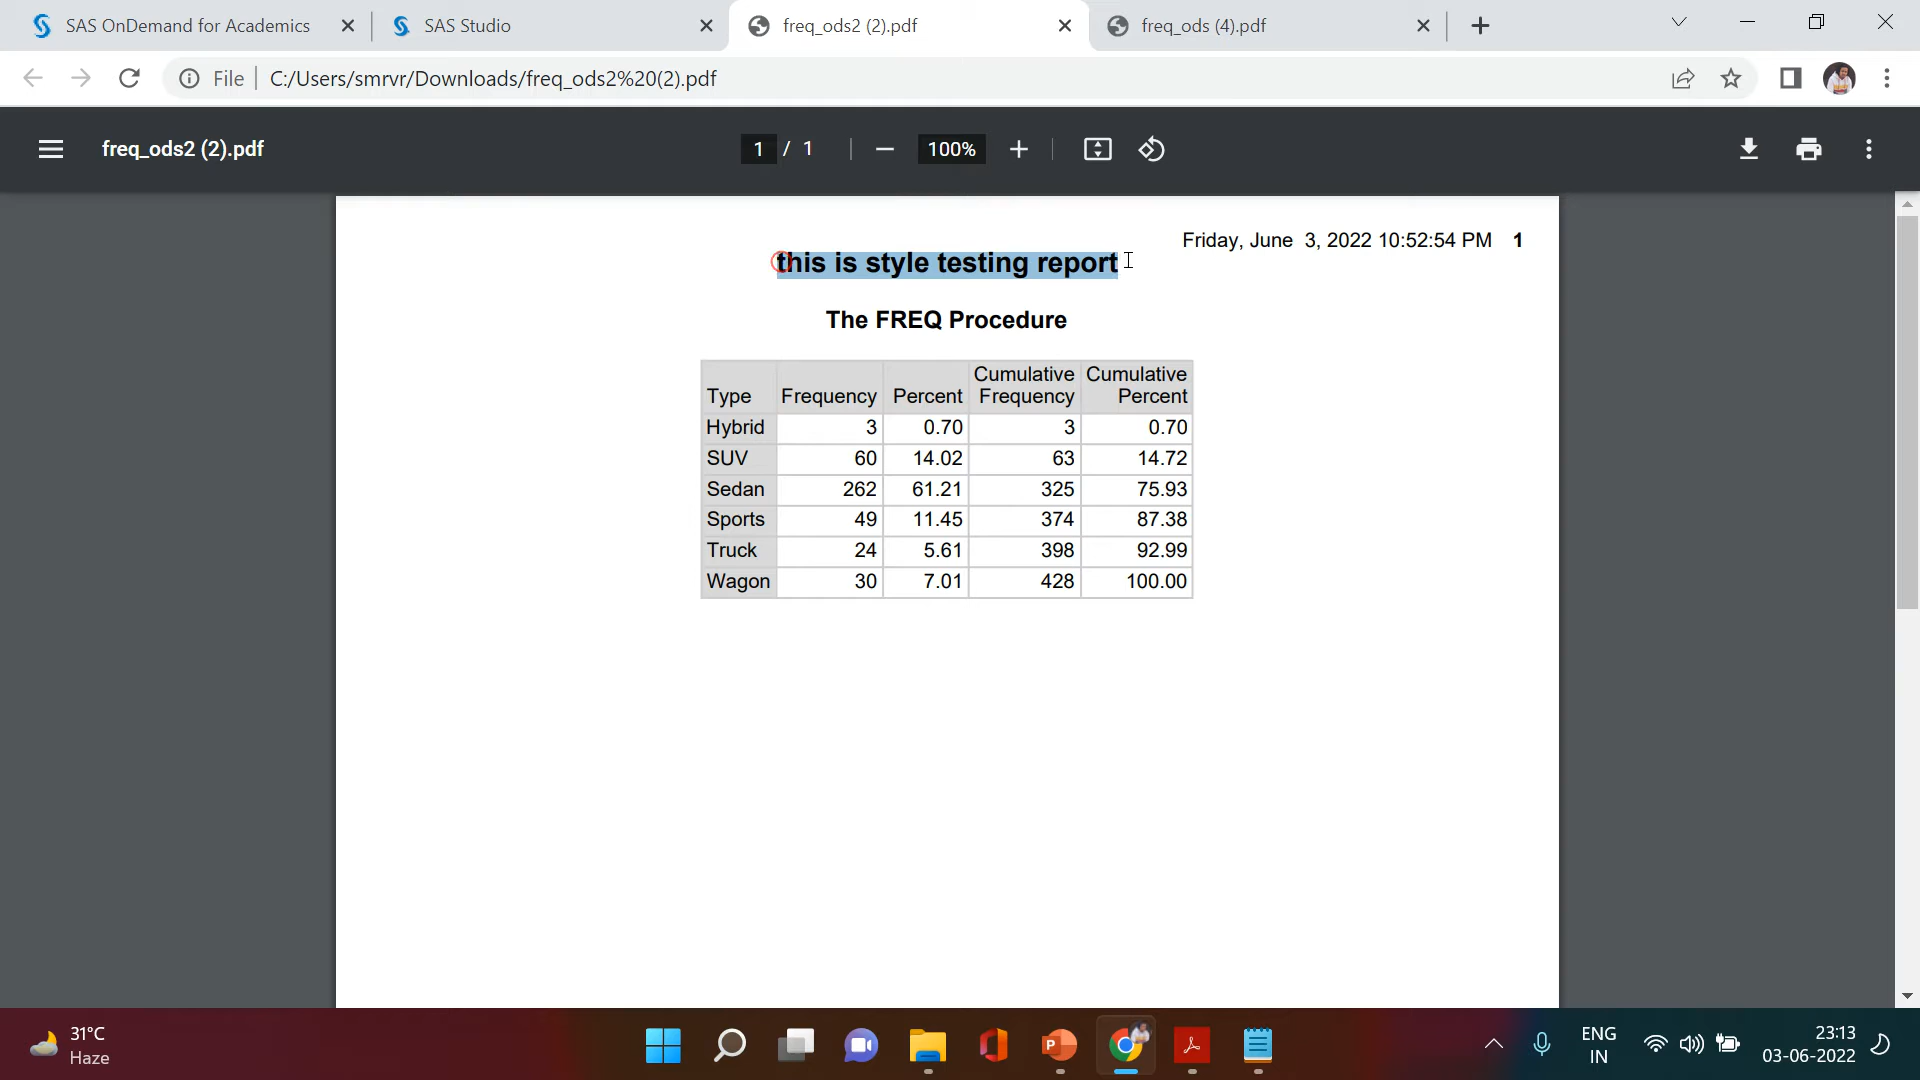 SAS OnDemand for Academics
SAS Studio
freq_ods2 (2).pdf
freq_ods (4).pdf
File
C:/Users/smrvr/Downloads/freq_ods2%20(2).pdf
freq_ods2 (2).pdf
1 / 1
100%
Friday, June 3, 2022 10:52:54 PM 1
this is style testing report
The FREQ Procedure
Type Frequency Percent Cumulative Frequency Cumulative Percent
Hybrid 3 0.70 3 0.70
SUV 60 14.02 63 14.72
Sedan 262 61.21 325 75.93
Sports 49 11.45 374 87.38
Truck 24 5.61 398 92.99
Wagon 30 7.01 428 100.00
31°C
Haze
ENG
IN
23:13
03-06-2022